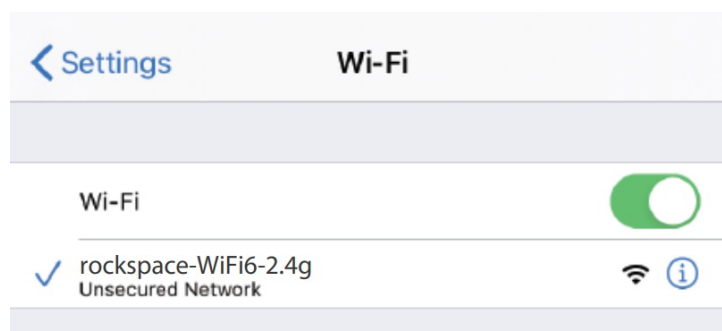 Settings
Wi-Fi
Wi-Fi
rockspace-WiFi6-2.4g
Unsecured Network